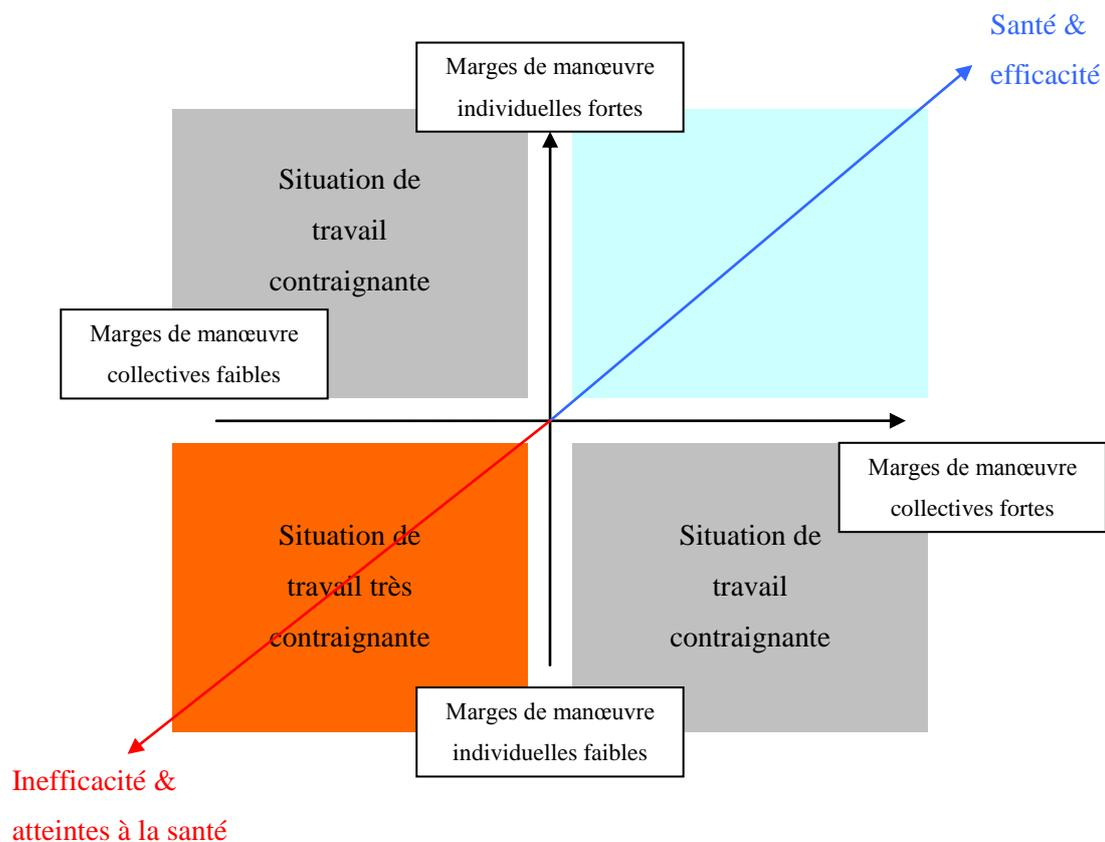 Santé &
efficacité
Marges de manœuvre
individuelles fortes
Situation de
travail
contraignante
Marges de manœuvre
collectives faibles
Marges de manœuvre
collectives fortes
Situation de
travail très
contraignante
Situation de
travail
contraignante
Marges de manœuvre
individuelles faibles
Inefficacité &
atteintes à la santé